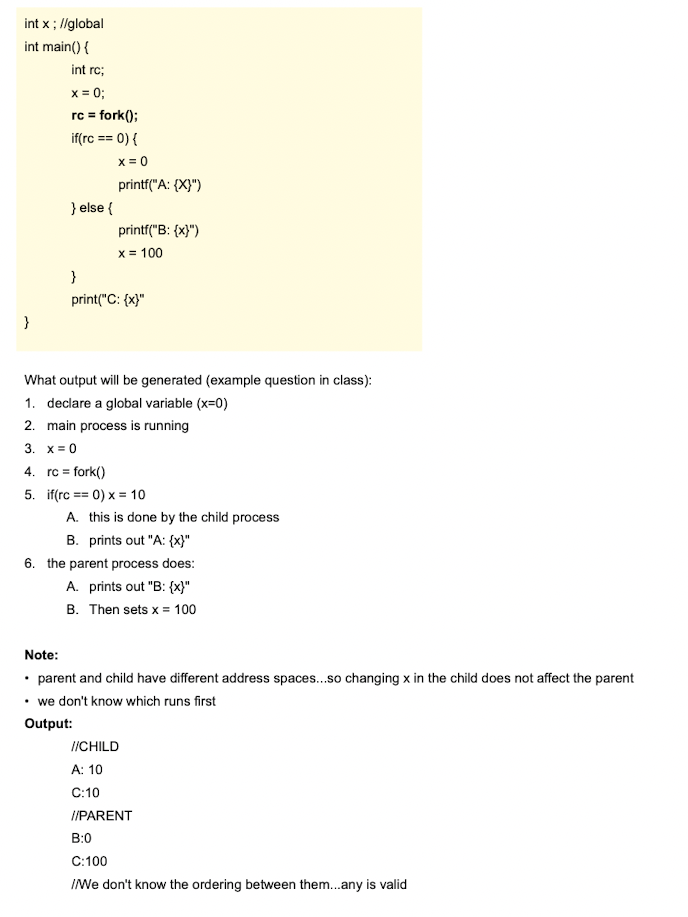 int x ; //global
int main() {
int rc;
x = 0;
rc = fork();
if(rc == 0) {
x = 0
printf("A: {X}")
} else {
printf("B: {x}")
x = 100
}
print("C: {x}"
}
What output will be generated (example question in class):
1. declare a global variable (x=0)
2. main process is running
3. x = 0
4. rc = fork()
5. if(rc == 0) x = 10
A. this is done by the child process
B. prints out "A: {x}"
6. the parent process does:
A. prints out "B: {x}"
B. Then sets x = 100
Note:
• parent and child have different address spaces...so changing x in the child does not affect the parent
• we don't know which runs first
Output:
//CHILD
A: 10
C:10
//PARENT
B:0
C:100
//We don't know the ordering between them...any is valid